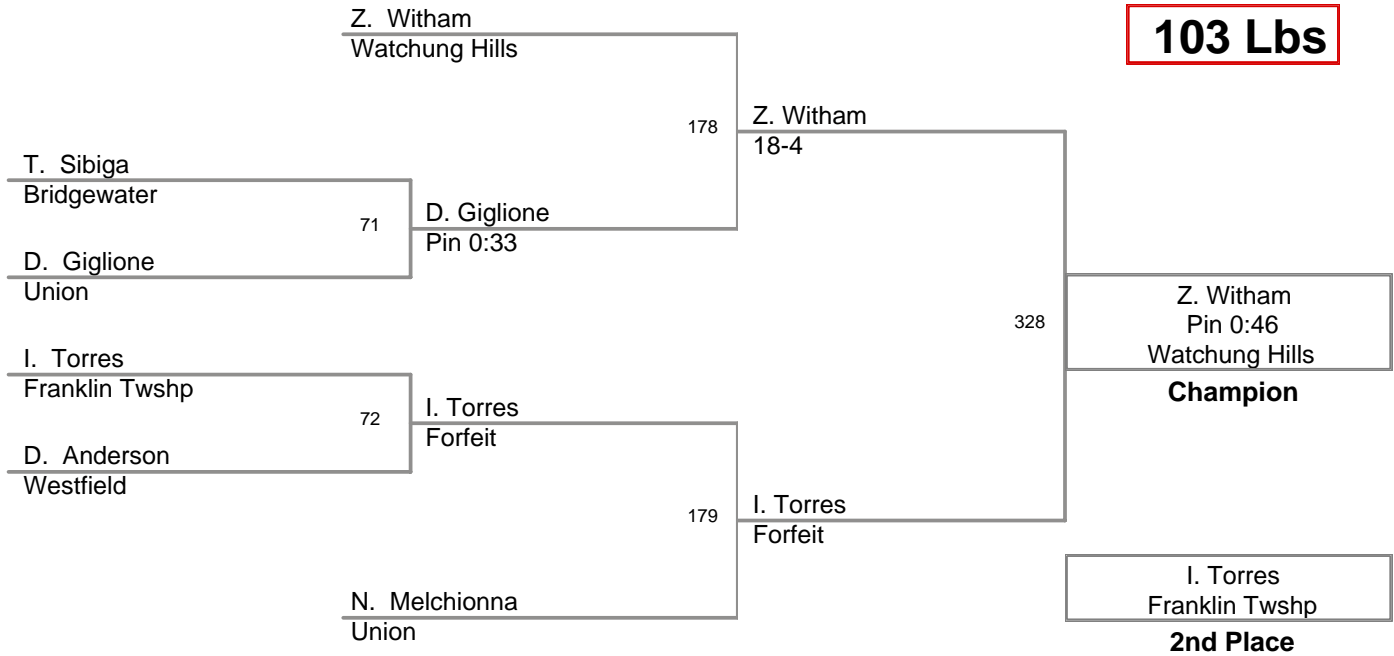 Z. Witham
Watchung Hills
103 Lbs
178
Z. Witham
18-4
T. Sibiga
Bridgewater
71
D. Giglione
Pin 0:33
D. Giglione
Union
328
Z. Witham
Pin 0:46
Watchung Hills
Champion
I. Torres
Franklin Twshp
72
I. Torres
Forfeit
D. Anderson
Westfield
179
I. Torres
Forfeit
N. Melchionna
Union
I. Torres
Franklin Twshp
2nd Place